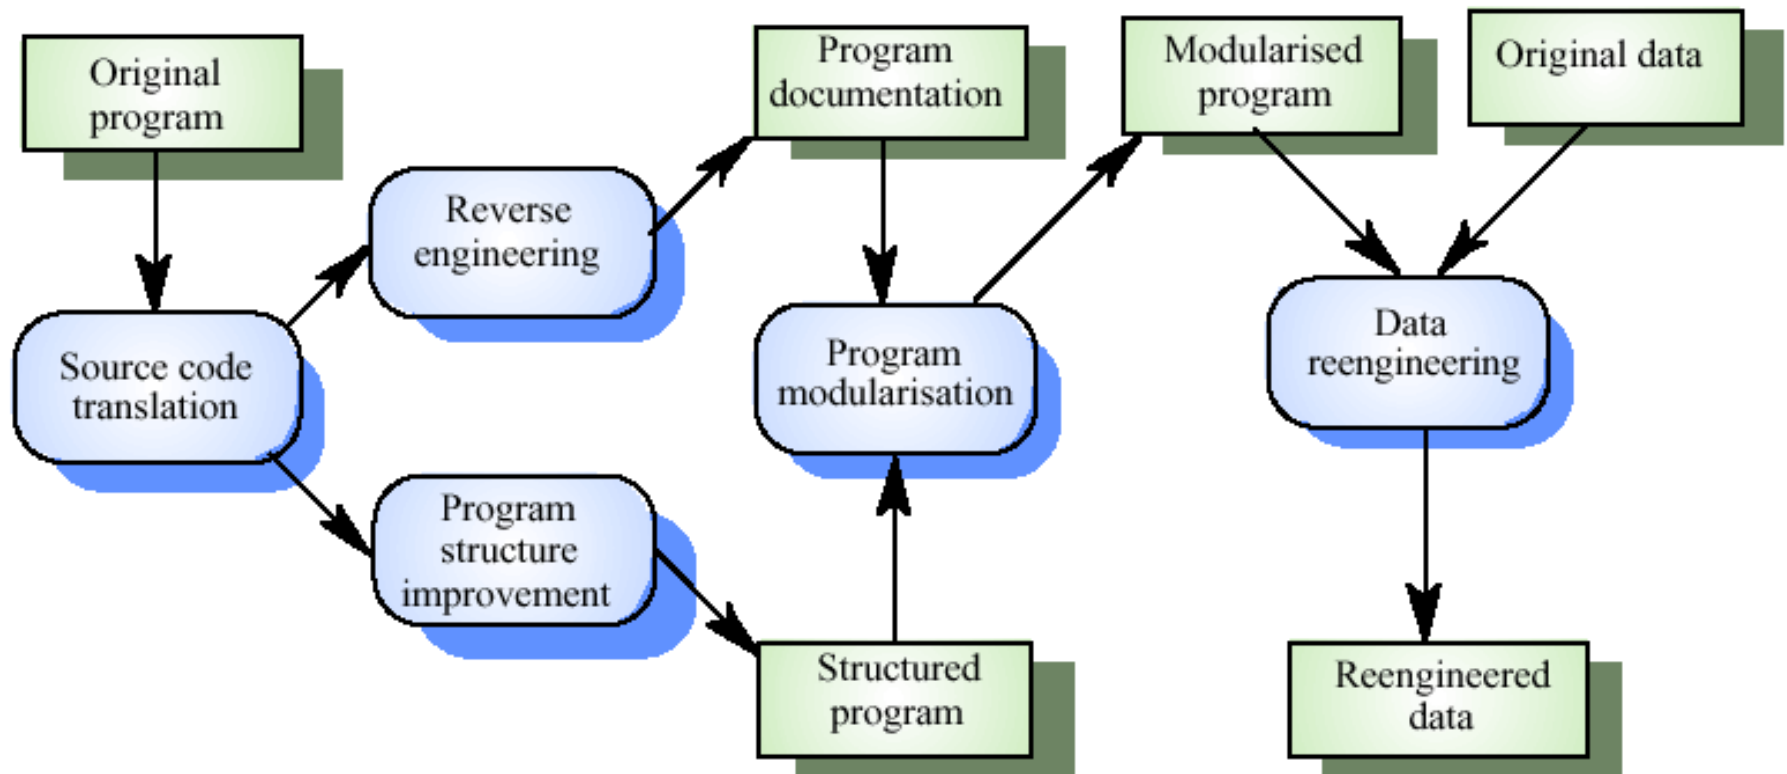 Original
program
Program
documentation
Modularised
program
Original data
Reverse
engineering
Source code
translation
Program
modularisation
Data
reengineering
Program
structure
improvement
Structured
program
Reengineered
data